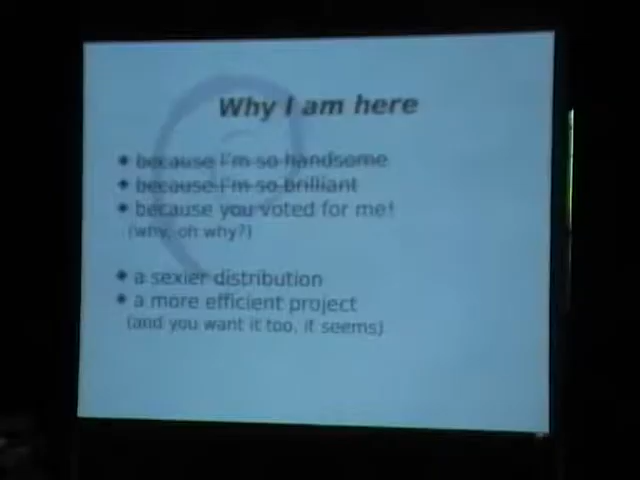 Why I am here
because I'm so handsome
because I'm so brilliant
because you voted for me!
(why, oh why?)
a sexier distribution
a more efficient project
(and you want it too, it seems)